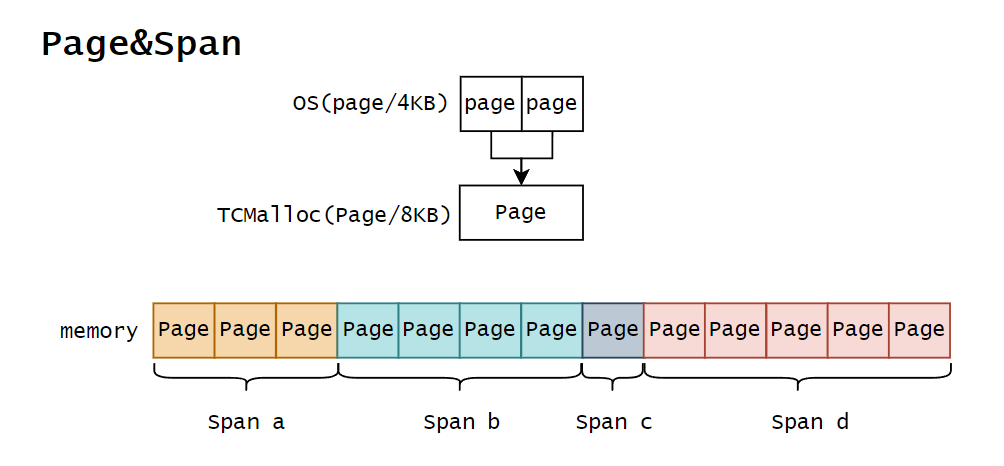 Page&Span
OS(page/4KB) page page
TCMalloc(Page/8KB) Page
memory Page Page Page Page Page Page Page Page Page Page Page Page Page
Span a Span b Span c Span d